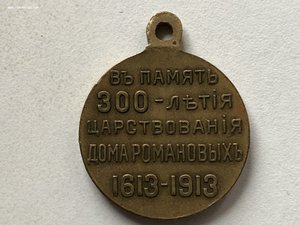 ВЪ ПАМЯТЬ
300-ЛѢТІЯ
ЦАРСТВОВАНІЯ
ДОМА РОМАНОВЫХЪ
1613-1913